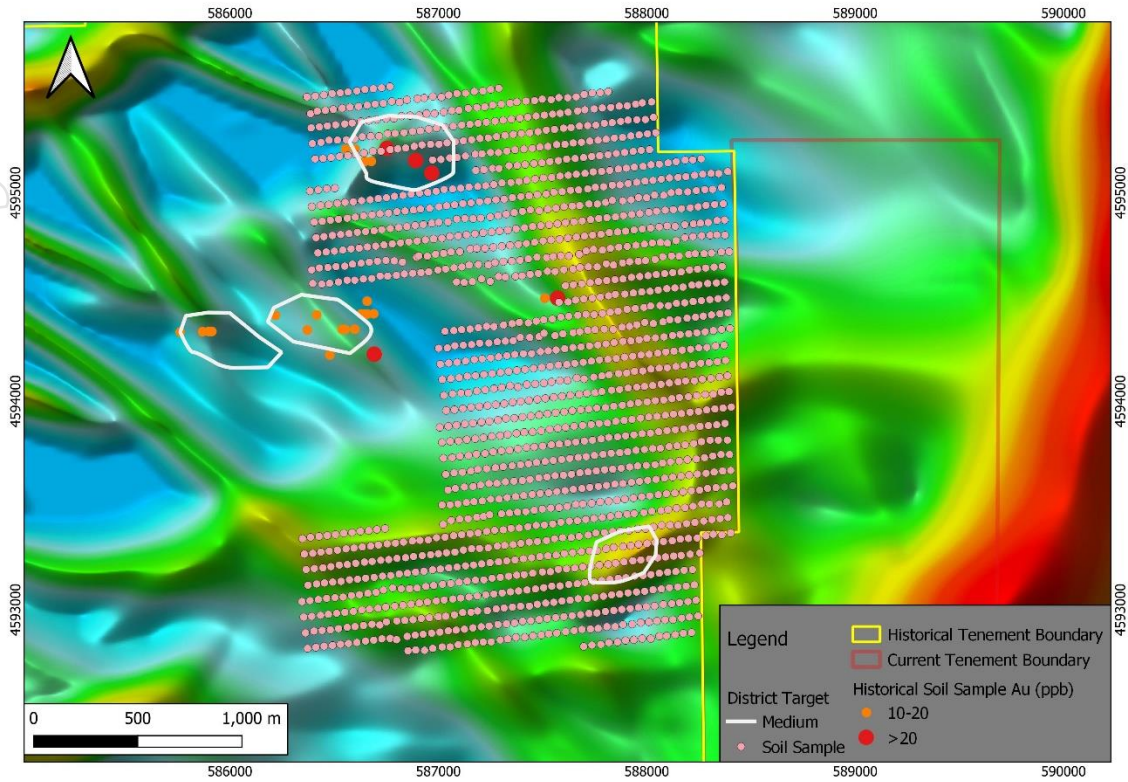 586000 587000 588000 589000 590000
4595000 4595000
4594000 4594000
4593000 4593000
Legend
District Target
Medium
Soil Sample
Historical Tenement Boundary
Current Tenement Boundary
Historical Soil Sample Au (ppb)
10-20
>20
0 500 1,000 m
586000 587000 588000 589000 590000